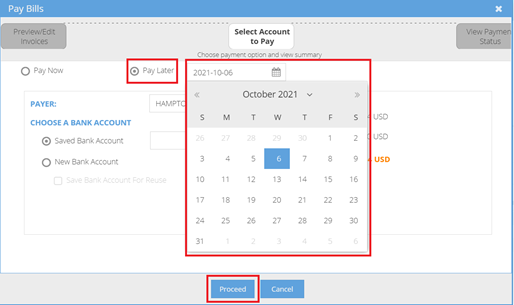 Pay Bills
Preview/Edit
Invoices
Select Account
to Pay
View Paymen
Status
Choose payment option and view summary
Pay Now
Pay Later
2021-10-06
« October 2021 »
S M T W T F S
26 27 28 29 30 1 2
3 4 5 6 7 8 9
10 11 12 13 14 15 16
17 18 19 20 21 22 23
24 25 26 27 28 29 30
31 1 2 3 4 5 6
PAYER:
HAMPTO
USD
CHOOSE A BANK ACCOUNT
Saved Bank Account
USD
New Bank Account
USD
Save Bank Account For Reuse
Proceed
Cancel